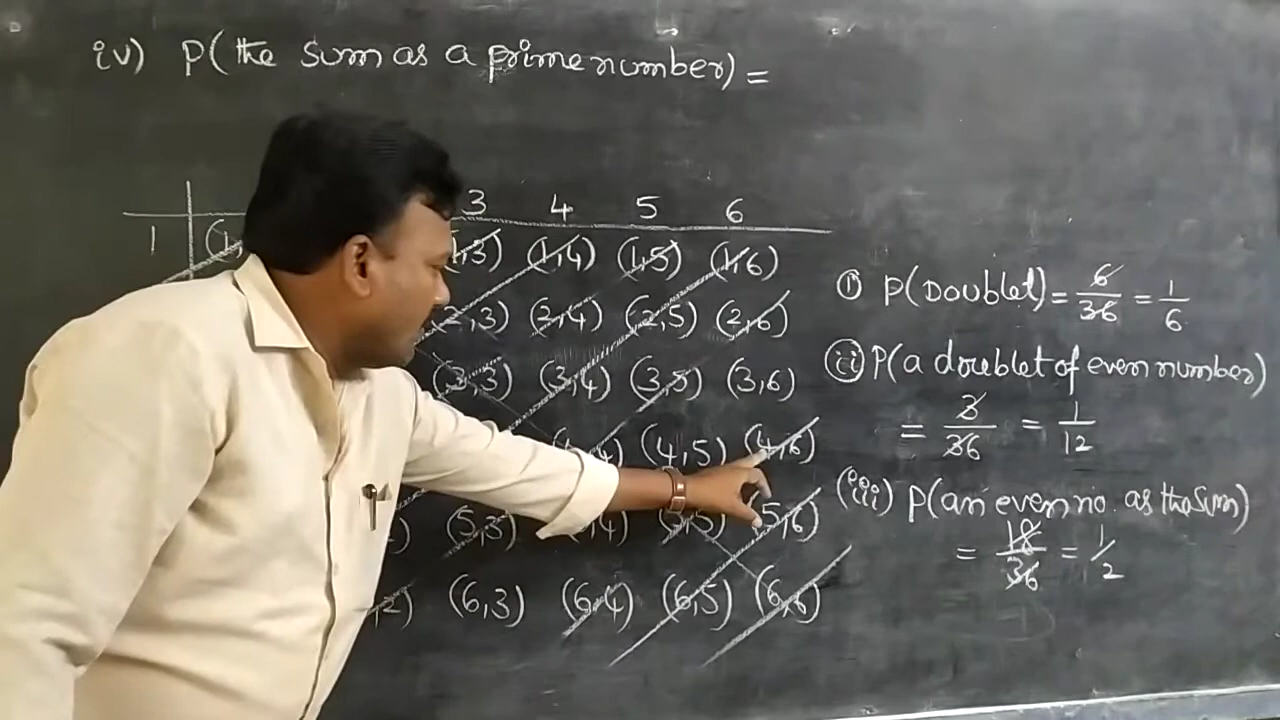 iv) P( the sum as a prime number) =
3 4 5 6
1 (1, (1,3) (1,4) (1,5) (1,6)
(2,3) (2,4) (2,5) (2,6)
(3,3) (3,4) (3,5) (3,6)
(4,5) (4,6)
(5,3) (5,5) (5,6)
(6,3) (6,4) (6,5) (6,6)
i) P(Doublet) = 6/36 = 1/6
ii) P(a doublet of even number)
= 3/36 = 1/12
(iii) P(an even no. as the sum)
= 18/36 = 1/2